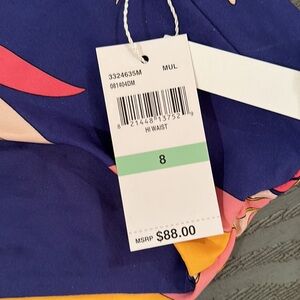 3324635M MUL
081404DM
8 21448 13752 9
HI WAIST
8
MSRP $88.00